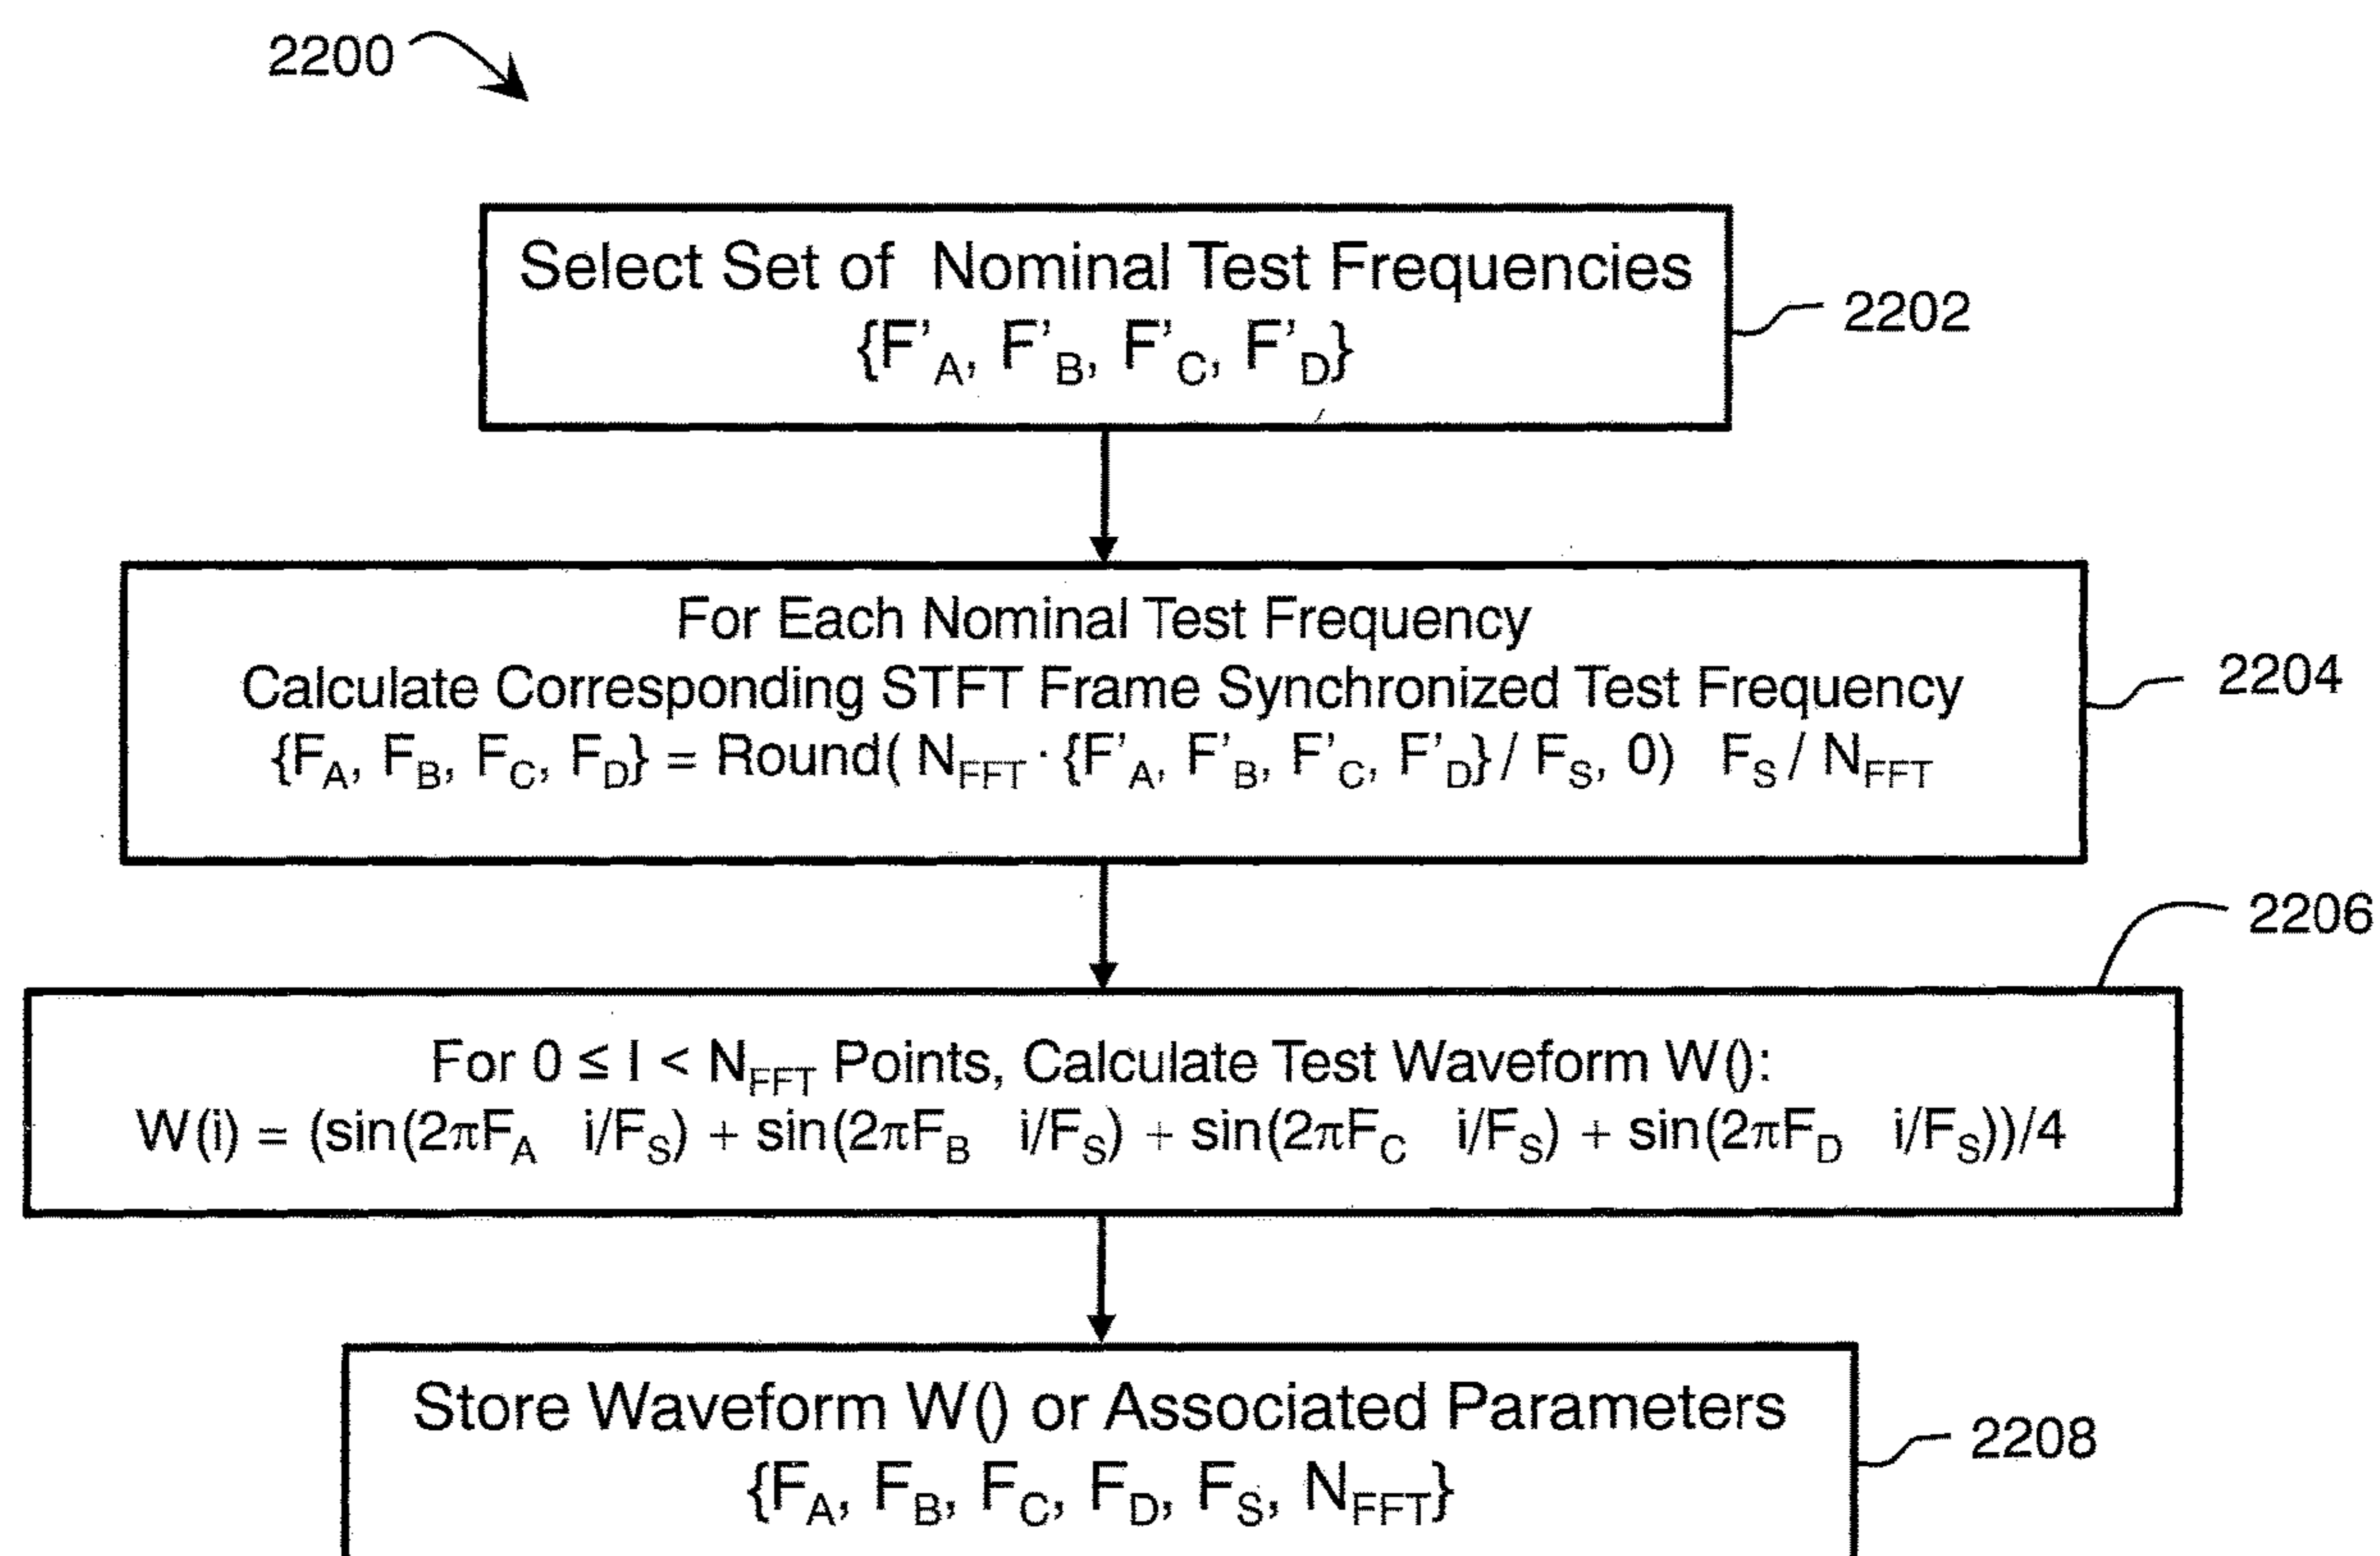 2200
Select Set of Nominal Test Frequencies
{F'A, F'B, F'C, F'D}
2202
For Each Nominal Test Frequency
Calculate Corresponding STFT Frame Synchronized Test Frequency
{FA, FB, FC, FD} = Round( NFFT · {F'A, F'B, F'C, F'D} / FS, 0) FS / NFFT
2204
2206
For 0 ≤ I < NFFT Points, Calculate Test Waveform W():
W(i) = (sin(2πFA i/FS) + sin(2πFB i/FS) + sin(2πFC i/FS) + sin(2πFD i/FS))/4
Store Waveform W() or Associated Parameters
{FA, FB, FC, FD, FS, NFFT}
2208